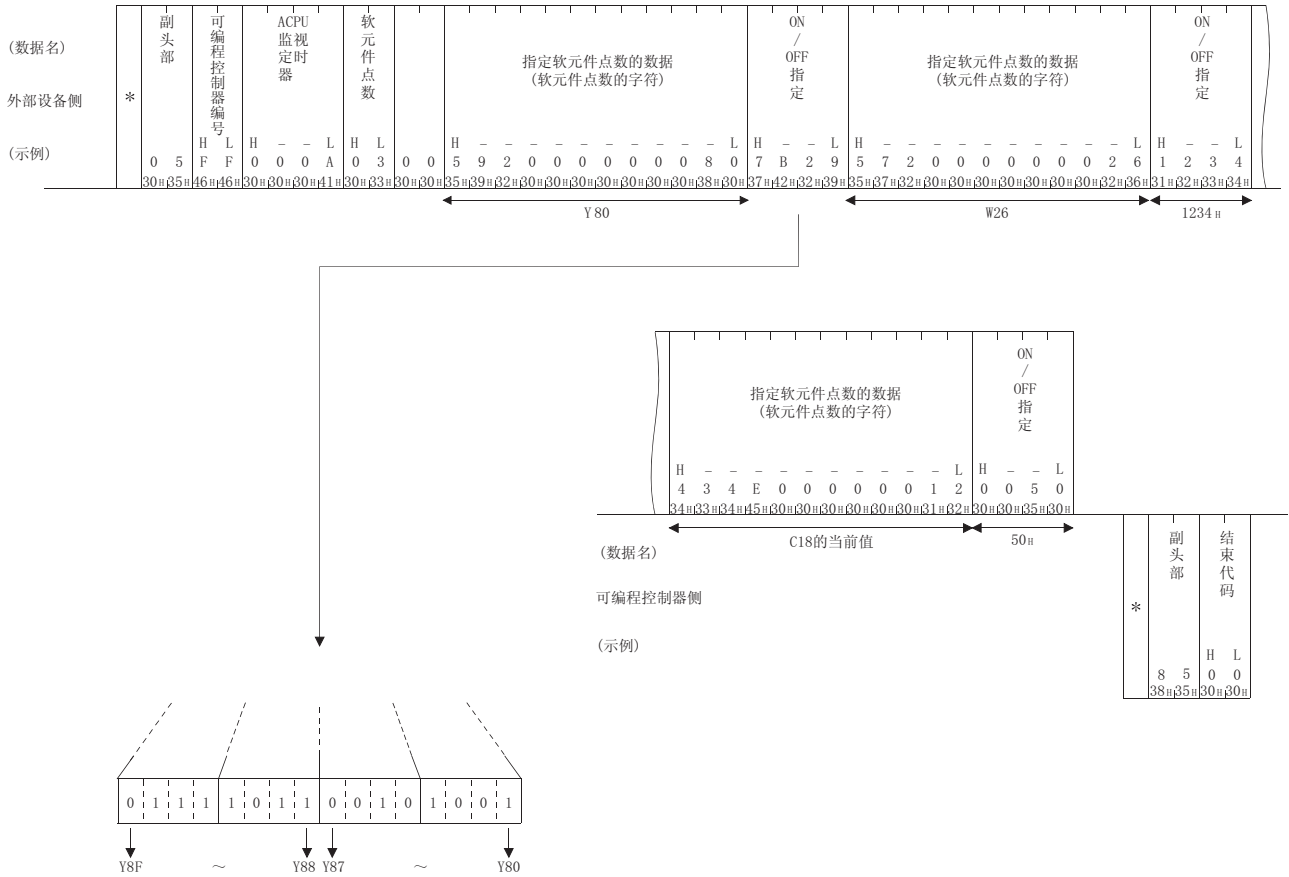 (数据名)
外部设备侧
(示例)
*
副头部
可编程控制器编号
ACPU监视定时器
软元件点数
指定软元件点数的数据
(软元件点数的字符)
ON/OFF指定
指定软元件点数的数据
(软元件点数的字符)
ON/OFF指定
H L H – – L H L H – – – – – – – – – – L H – – L H – – – – – – – – – – L H – – L
0 5 F F 0 0 0 A 0 3 0 0 5 9 2 0 0 0 0 0 0 0 8 0 7 B 2 9 5 7 2 0 0 0 0 0 0 0 2 6 1 2 3 4
30H 35H 46H 46H 30H 30H 30H 41H 30H 33H 30H 30H 35H 39H 32H 30H 30H 30H 30H 30H 30H 30H 38H 30H 37H 42H 32H 39H 35H 37H 32H 30H 30H 30H 30H 30H 30H 30H 32H 36H 31H 32H 33H 34H
Y80
W26
1234H
指定软元件点数的数据
(软元件点数的字符)
ON/OFF指定
H – – – – – – – – – – L H – – L
4 3 4 E 0 0 0 0 0 0 1 2 0 0 5 0
34H 33H 34H 45H 30H 30H 30H 30H 30H 30H 31H 32H 30H 30H 35H 30H
C18的当前值
50H
(数据名)
可编程控制器侧
(示例)
*
副头部
结束代码
H L
8 5 0 0
38H 35H 30H 30H
0 1 1 1 1 0 1 1 0 0 1 0 1 0 0 1
Y8F ～ Y88 Y87 ～ Y80